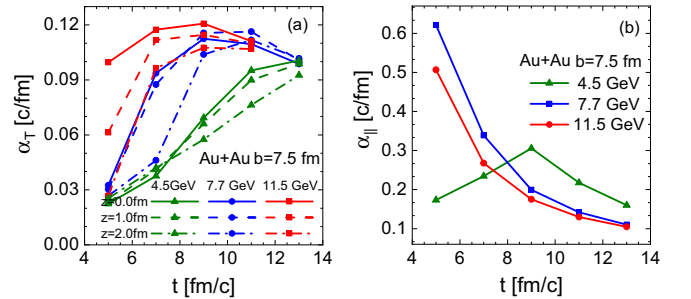 (a)
α_T [c/fm]
0.12
0.09
0.06
0.03
0.00
Au+Au b=7.5 fm
4.5GeV 7.7 GeV 11.5 GeV
z=0.0fm
z=1.0fm
z=2.0fm
4 6 8 10 12 14
t [fm/c]
(b)
α_|| [c/fm]
0.6
0.5
0.4
0.3
0.2
0.1
Au+Au b=7.5 fm
4.5 GeV
7.7 GeV
11.5 GeV
4 6 8 10 12 14
t [fm/c]